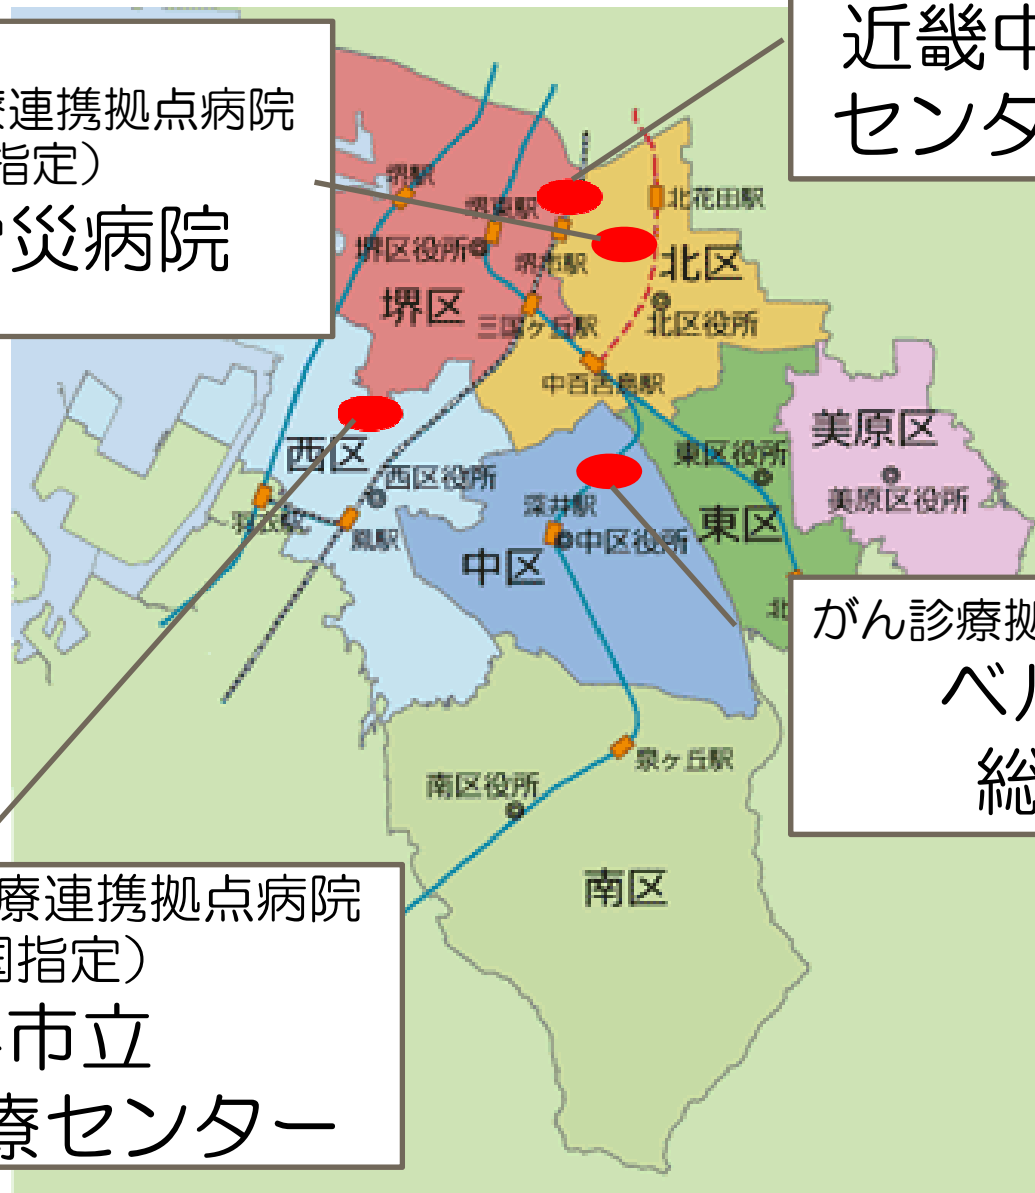 療連携拠点病院
指定）
災病院
近畿中
センタ
堺駅
堺東駅
堺区役所
堺市駅
堺区
三国ヶ丘駅
北花田駅
北区
北区役所
中百舌鳥駅
西区
西区役所
羽衣駅
鳳駅
深井駅
中区役所
中区
東区役所
東区
美原区
美原区役所
北
がん診療拠
ベル
総
泉ヶ丘駅
南区役所
南区
療連携拠点病院
国指定）
市立
療センター